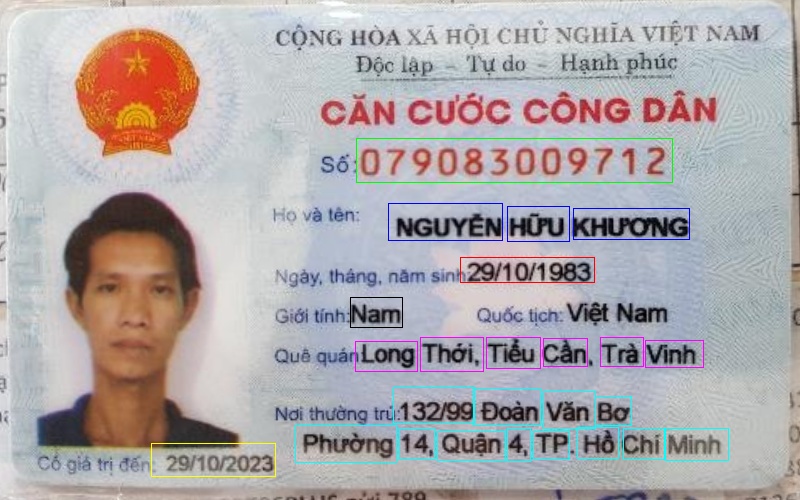 CỘNG HÒA XÃ HỘI CHỦ NGHĨA VIỆT NAM
Độc lập - Tự do - Hạnh phúc
CĂN CƯỚC CÔNG DÂN
Số: 079083009712
Họ và tên: NGUYỄN HỮU KHƯƠNG
Ngày, tháng, năm sinh: 29/10/1983
Giới tính: Nam Quốc tịch: Việt Nam
Quê quán: Long Thới, Tiểu Cần, Trà Vinh
Nơi thường trú: 132/99 Đoàn Văn Bơ
Phường 14, Quận 4, TP. Hồ Chí Minh
Có giá trị đến: 29/10/2023